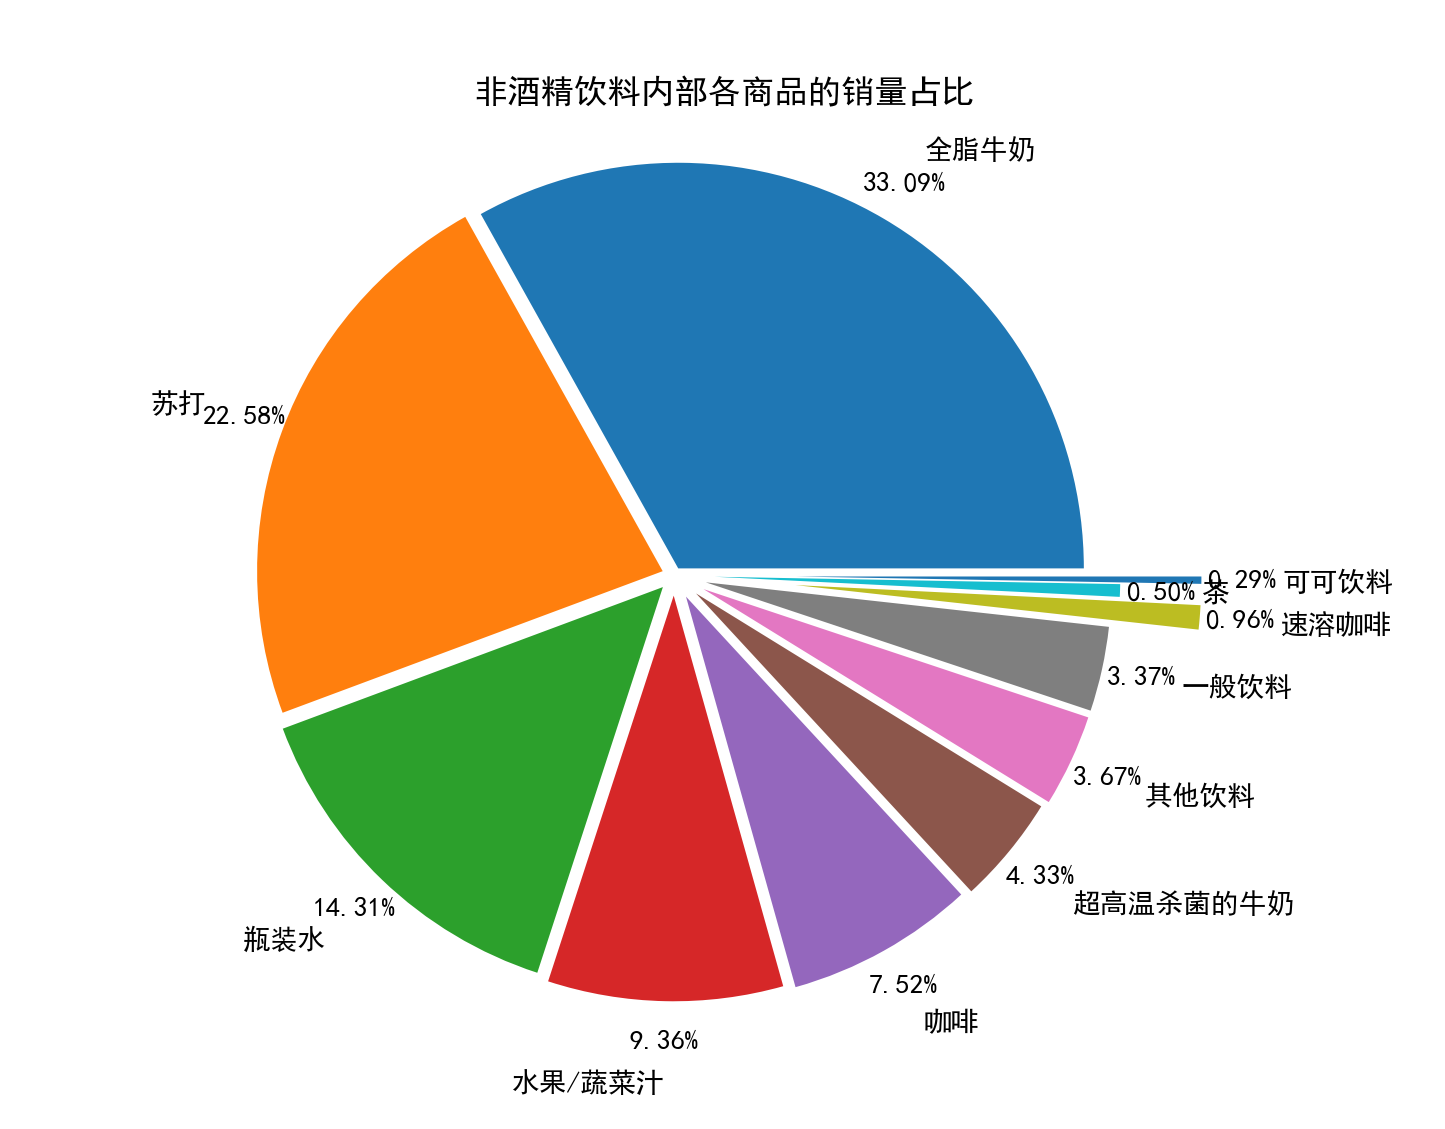 非酒精饮料内部各商品的销量占比
全脂牛奶
33.09%
苏打
22.58%
瓶装水
14.31%
水果/蔬菜汁
9.36%
咖啡
7.52%
超高温杀菌的牛奶
4.33%
其他饮料
3.67%
一般饮料
3.37%
速溶咖啡
0.96%
茶
0.50%
可可饮料
0.29%